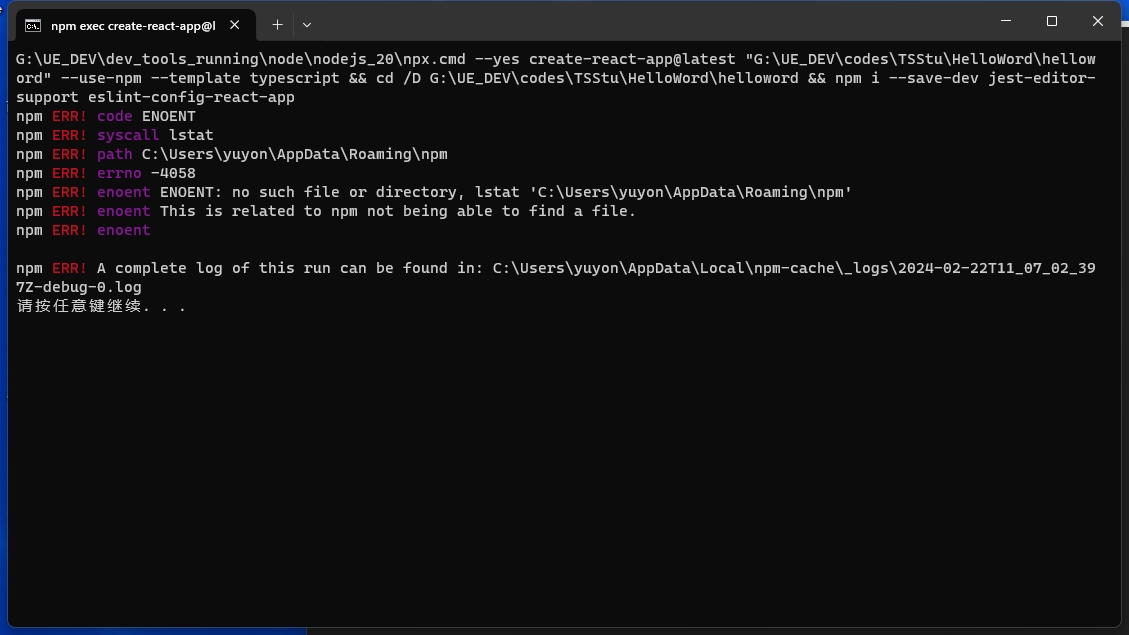 npm exec create-react-app@l
G:\UE_DEV\dev_tools_running\node\nodejs_20\npx.cmd --yes create-react-app@latest "G:\UE_DEV\codes\TSStu\HelloWord\hellow
ord" --use-npm --template typescript && cd /D G:\UE_DEV\codes\TSStu\HelloWord\helloword && npm i --save-dev jest-editor-
support eslint-config-react-app
npm ERR! code ENOENT
npm ERR! syscall lstat
npm ERR! path C:\Users\yuyon\AppData\Roaming\npm
npm ERR! errno -4058
npm ERR! enoent ENOENT: no such file or directory, lstat 'C:\Users\yuyon\AppData\Roaming\npm'
npm ERR! enoent This is related to npm not being able to find a file.
npm ERR! enoent
npm ERR! A complete log of this run can be found in: C:\Users\yuyon\AppData\Local\npm-cache\_logs\2024-02-22T11_07_02_39
7Z-debug-0.log
请按任意键继续. . .